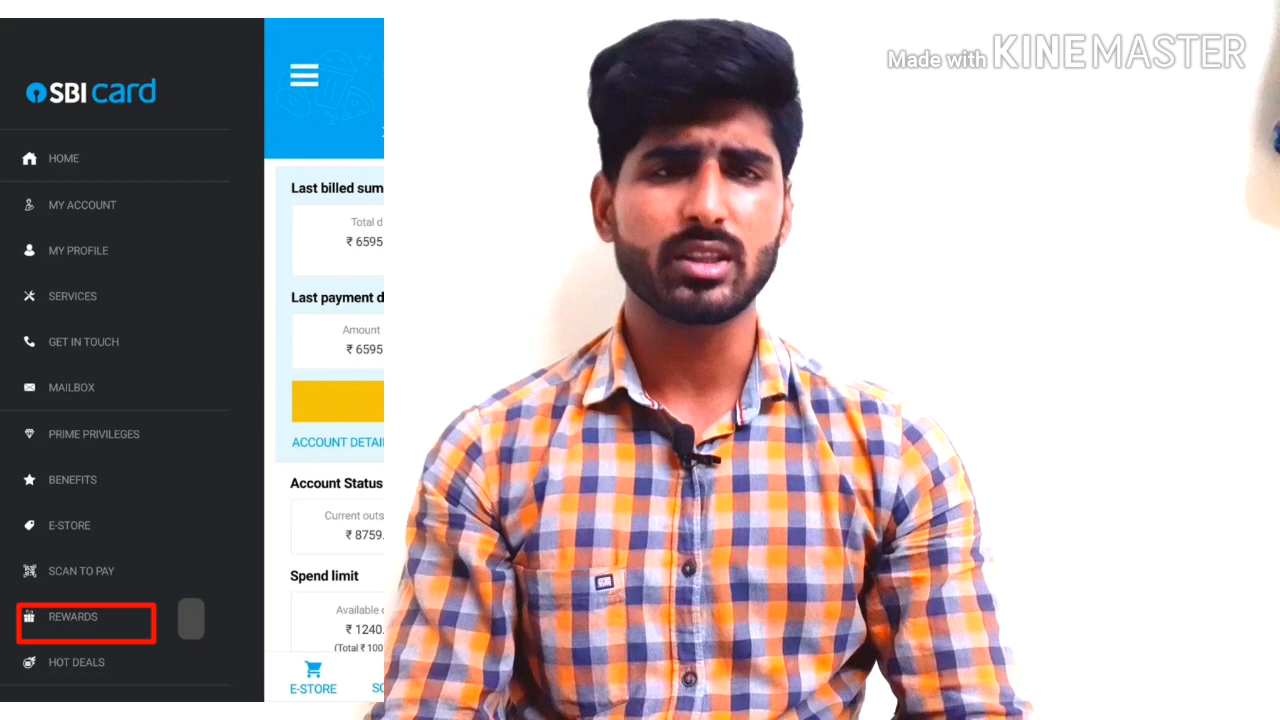 SBI card
HOME
MY ACCOUNT
MY PROFILE
SERVICES
GET IN TOUCH
MAILBOX
PRIME PRIVILEGES
BENEFITS
E-STORE
SCAN TO PAY
REWARDS
HOT DEALS
Last billed sum
Total d
₹ 6595
Last payment d
Amount
₹ 6595
ACCOUNT DETAI
Account Status
Current outs
₹ 8759.
Spend limit
Available
₹ 1240.
(Total ₹ 100
E-STORE
Made with KINEMASTER